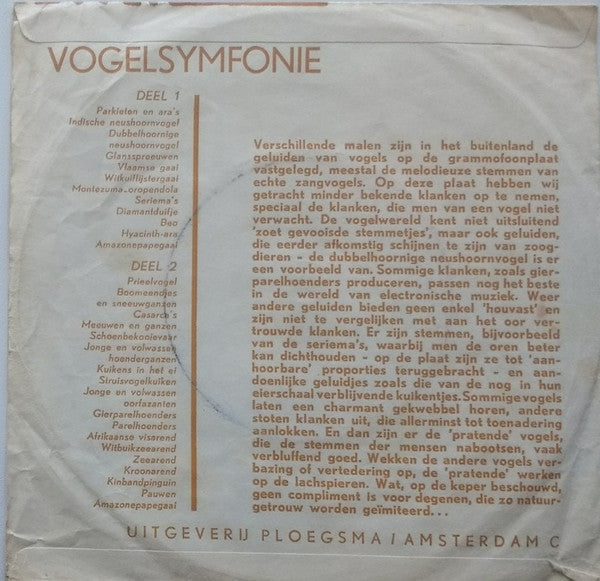 VOGELSYMFONIE
DEEL 1
Parkieten en ara's
Indische neushoornvogel
Dubbelhoornige
neushoornvogel
Glansspreeuwen
Vlaamse gaai
Witkuiflijstergaai
Montezuma-oropendola
Seriema's
Diamantduifje
Beo
Hyacinth-ara
Amazonepapegaai
DEEL 2
Prieelvogel
Boomeendjes
en sneeuwganzen
Casarca's
Meeuwen en ganzen
Schoenbekooievaar
Jonge en volwassen
hoenderganzen
Kuikens in het ei
Struisvogelkuiken
Jonge en volwassen
oorfazanten
Gierparelhoenders
Parelhoenders
Afrikaanse visarend
Witbuikzeearend
Zeearend
Kroonarend
Kinbandpinguin
Pauwen
Amazonepapegaai
Verschillende malen zijn in het buitenland de
geluiden van vogels op de grammofoonplaat
vastgelegd, meestal de melodieuze stemmen van
echte zangvogels. Op deze plaat hebben wij
getracht minder bekende klanken op te nemen,
speciaal de klanken, die men van een vogel niet
verwacht. De vogelwereld kent niet uitsluitend
'zoet gevooisde stemmetjes', maar ook geluiden,
die eerder afkomstig schijnen te zijn van zoog-
dieren - de dubbelhoornige neushoornvogel is er
een voorbeeld van. Sommige klanken, zoals gier-
parelhoenders produceren, passen nog het beste
in de wereld van electronische muziek. Weer
andere geluiden bieden geen enkel 'houvast' en
zijn niet te vergelijken met aan het oor ver-
trouwde klanken. Er zijn stemmen, bijvoorbeeld
van de seriema's, waarbij men de oren beter
kan dichthouden - op de plaat zijn ze tot 'aan-
hoorbare' proporties teruggebracht - en aan-
doenlijke geluidjes zoals die van de nog in hun
eierschaal verblijvende kuikentjes. Sommige vogels
laten een charmant gekwebbel horen, andere
stoten klanken uit, die allerminst tot toenadering
aanlokken. En dan zijn er de 'pratende' vogels,
die de stemmen der mensen nabootsen, vaak
verbluffend goed. Wekken de andere vogels ver-
bazing of vertedering op, de 'pratende' werken
op de lachspieren. Wat, op de keper beschouwd,
geen compliment is voor degenen, die zo natuur-
getrouw worden geïmiteerd...
UITGEVERIJ PLOEGSMA / AMSTERDAM C